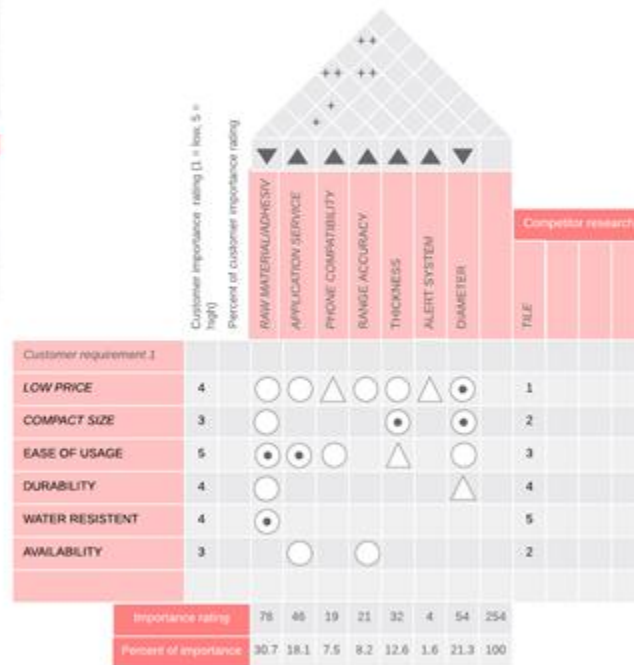 ++
++ ++
+
+
Customer importance rating (1 = low, 5 = high)
Percent of customer importance rating
RAW MATERIAL/ADHESIV
APPLICATION SERVICE
PHONE COMPATIBILITY
RANGE ACCURACY
THICKNESS
ALERT SYSTEM
DIAMETER
Competitor research
TILE
Customer requirement 1
LOW PRICE 4 1
COMPACT SIZE 3 2
EASE OF USAGE 5 3
DURABILITY 4 4
WATER RESISTENT 4 5
AVAILABILITY 3 2
Importance rating 78 46 19 21 32 4 54 254
Percent of importance 30.7 18.1 7.5 8.2 12.6 1.6 21.3 100